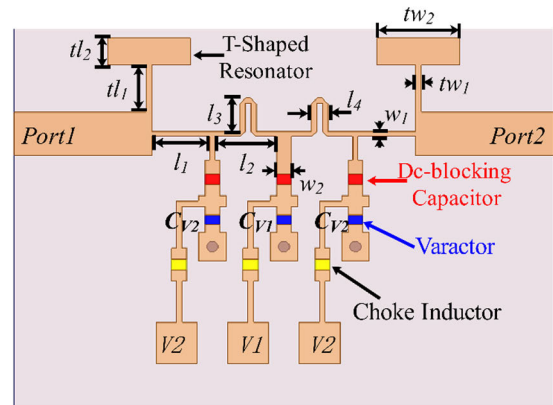 tw2
tl2
T-Shaped
Resonator
tl1
tw1
l3
l4
w1
Port1
Port2
l1
l2
w2
Dc-blocking
Capacitor
CV2
CV1
CV2
Varactor
Choke Inductor
V2
V1
V2